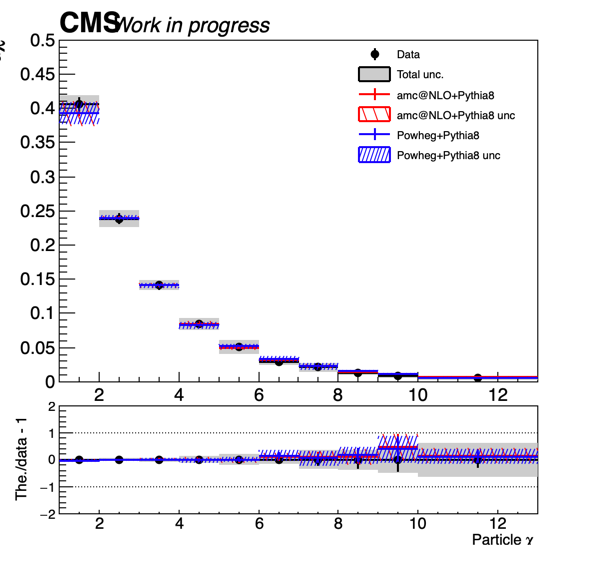 CMS Work in progress
0.5
0.45
0.4
0.35
0.3
0.25
0.2
0.15
0.1
0.05
0
Data
Total unc.
amc@NLO+Pythia8
amc@NLO+Pythia8 unc
Powheg+Pythia8
Powheg+Pythia8 unc
2 4 6 8 10 12
The./data - 1
2
1
0
−1
−2
2 4 6 8 10 12
Particle γ